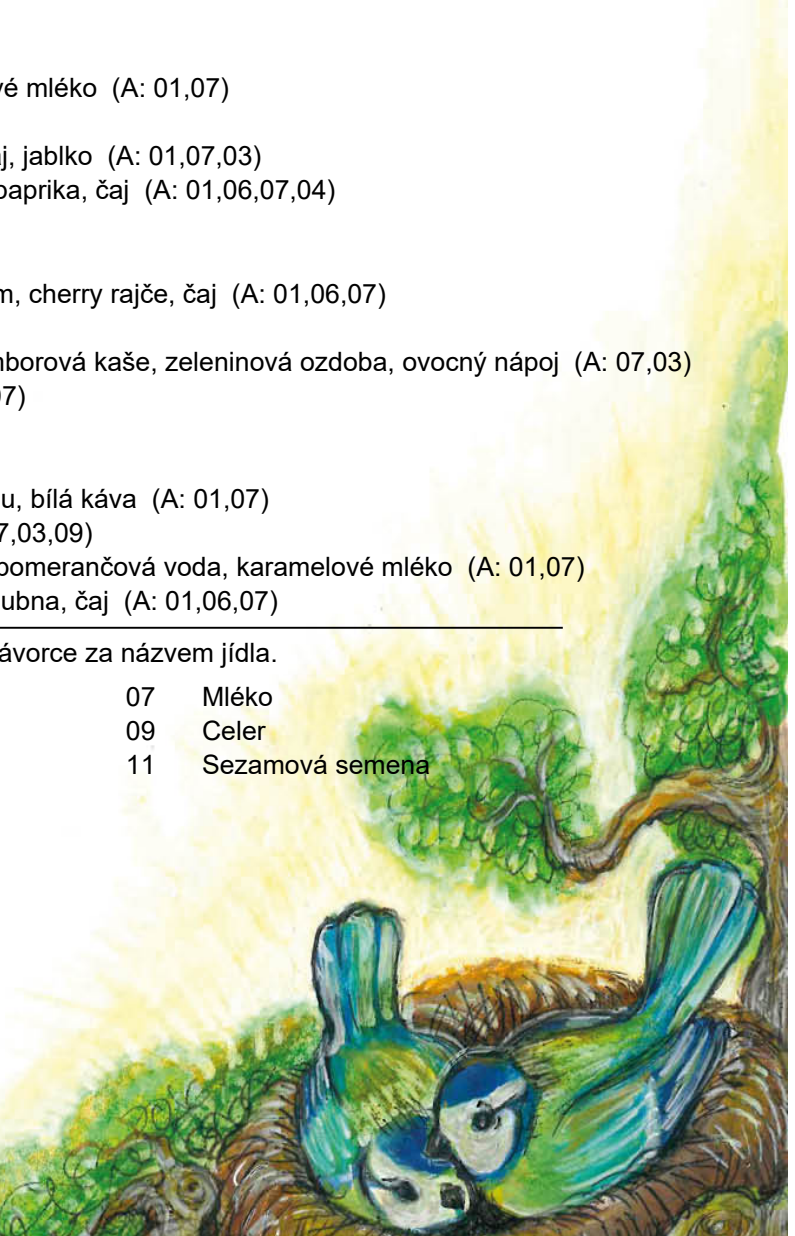 vé mléko (A: 01,07)
j, jablko (A: 01,07,03)
paprika, čaj (A: 01,06,07,04)
m, cherry rajče, čaj (A: 01,06,07)
mborová kaše, zeleninová ozdoba, ovocný nápoj (A: 07,03)
07)
u, bílá káva (A: 01,07)
7,03,09)
pomerančová voda, karamelové mléko (A: 01,07)
ubna, čaj (A: 01,06,07)
ávorce za názvem jídla.
07 Mléko
09 Celer
11 Sezamová semena